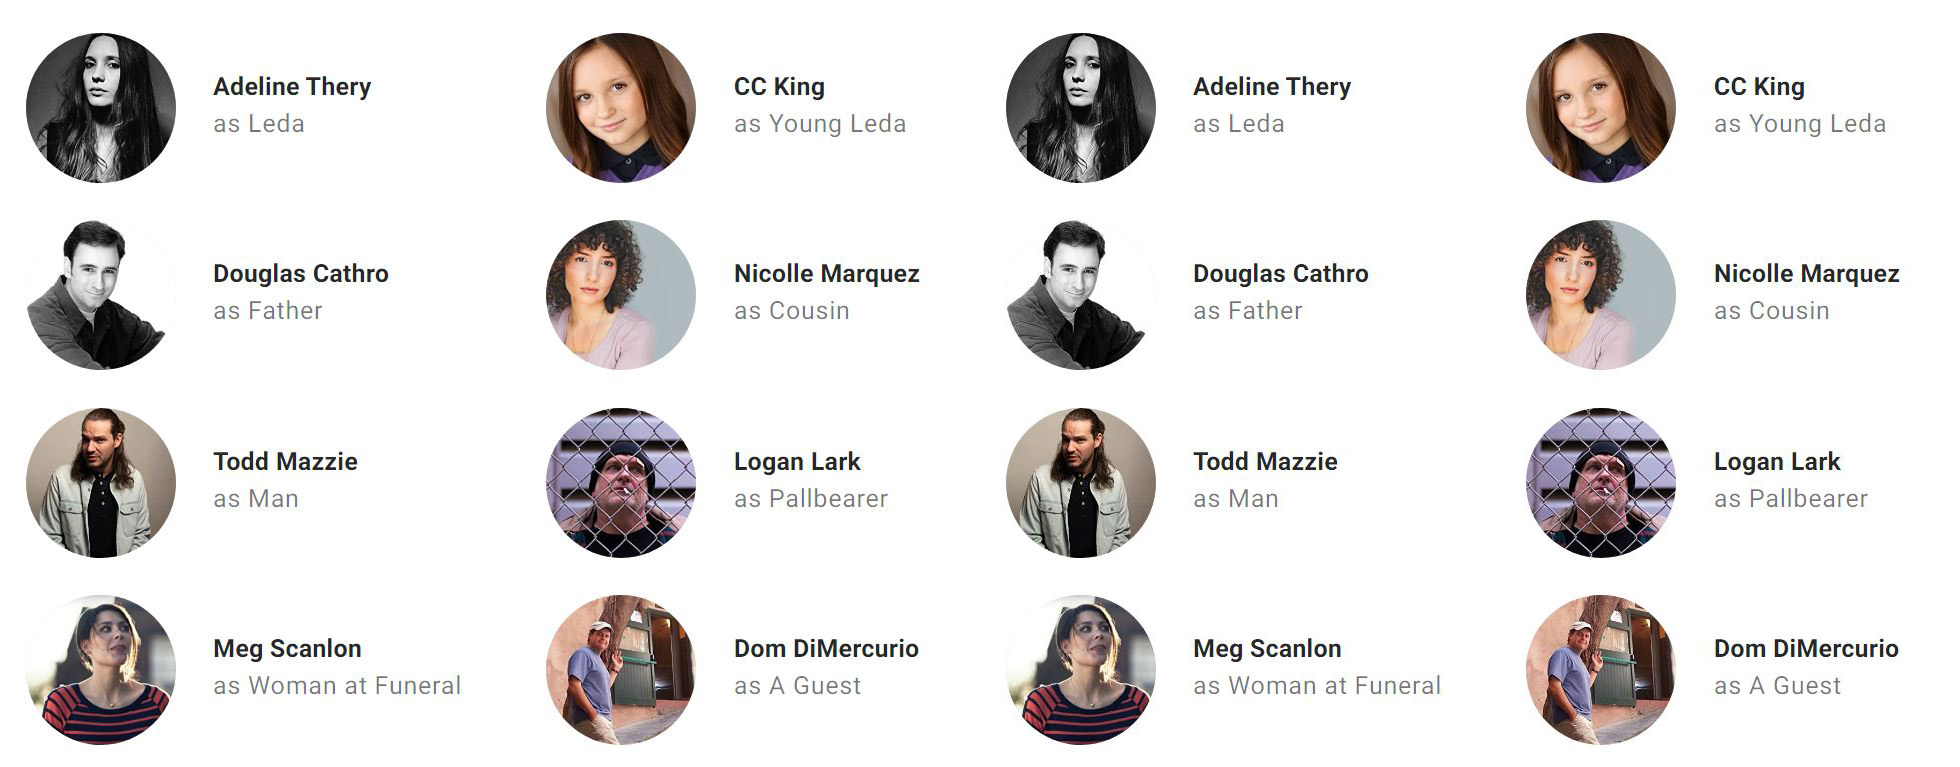 Adeline Thery
as Leda
CC King
as Young Leda
Adeline Thery
as Leda
CC King
as Young Leda
Douglas Cathro
as Father
Nicolle Marquez
as Cousin
Douglas Cathro
as Father
Nicolle Marquez
as Cousin
Todd Mazzie
as Man
Logan Lark
as Pallbearer
Todd Mazzie
as Man
Logan Lark
as Pallbearer
Meg Scanlon
as Woman at Funeral
Dom DiMercurio
as A Guest
Meg Scanlon
as Woman at Funeral
Dom DiMercurio
as A Guest